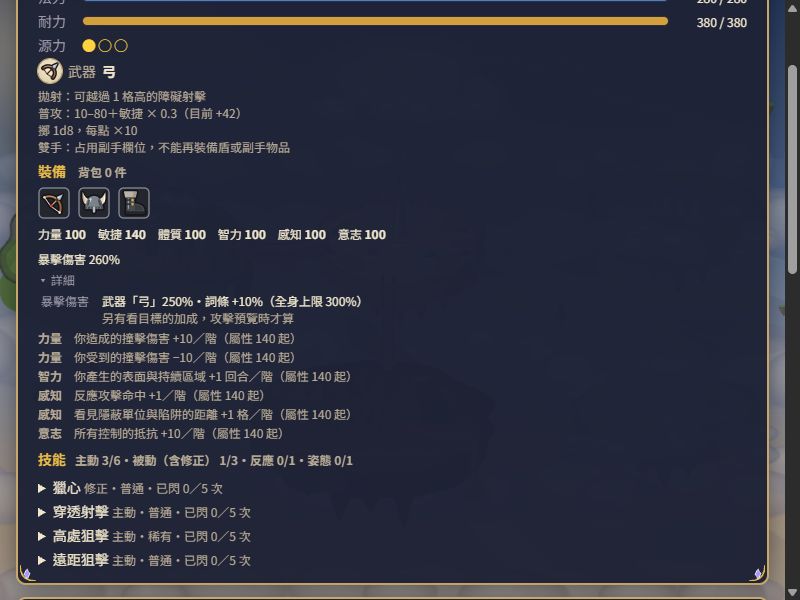 法力 280 / 280
耐力 380 / 380
源力
武器 弓
拋射：可越過 1 格高的障礙射擊
普攻：10–80＋敏捷 × 0.3（目前 +42）
擲 1d8，每點 ×10
雙手：占用副手欄位，不能再裝備盾或副手物品
裝備 背包 0 件
力量 100 敏捷 140 體質 100 智力 100 感知 100 意志 100
暴擊傷害 260%
詳細
暴擊傷害 武器「弓」250%・詞條 +10%（全身上限 300%）
另有看目標的加成，攻擊預覽時才算
力量 你造成的撞擊傷害 +10／階（屬性 140 起）
力量 你受到的撞擊傷害 −10／階（屬性 140 起）
智力 你產生的表面與持續區域 +1 回合／階（屬性 140 起）
感知 反應攻擊命中 +1／階（屬性 140 起）
感知 看見隱蔽單位與陷阱的距離 +1 格／階（屬性 140 起）
意志 所有控制的抵抗 +10／階（屬性 140 起）
技能 主動 3/6・被動（含修正） 1/3・反應 0/1・姿態 0/1
獵心 修正・普通・已閃 0／5 次
穿透射擊 主動・普通・已閃 0／5 次
高處狙擊 主動・稀有・已閃 0／5 次
遠距狙擊 主動・普通・已閃 0／5 次